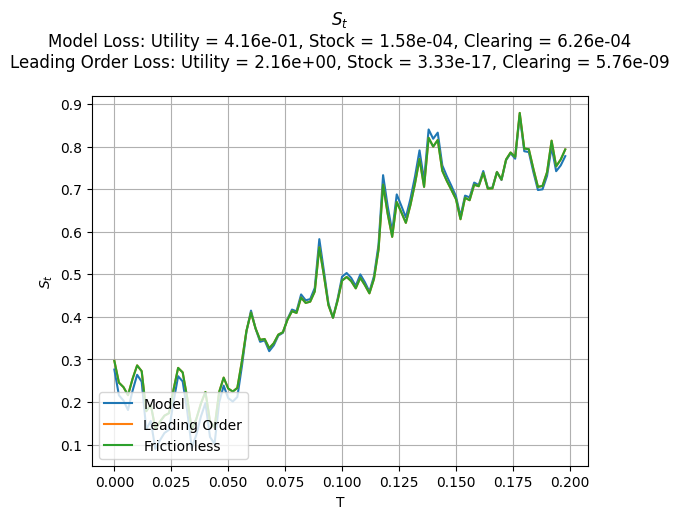 S_t
Model Loss: Utility = 4.16e-01, Stock = 1.58e-04, Clearing = 6.26e-04
Leading Order Loss: Utility = 2.16e+00, Stock = 3.33e-17, Clearing = 5.76e-09
0.9
0.8
0.7
0.6
0.5
0.4
0.3
0.2
0.1
S_t
Model
Leading Order
Frictionless
0.000
0.025
0.050
0.075
0.100
0.125
0.150
0.175
0.200
T